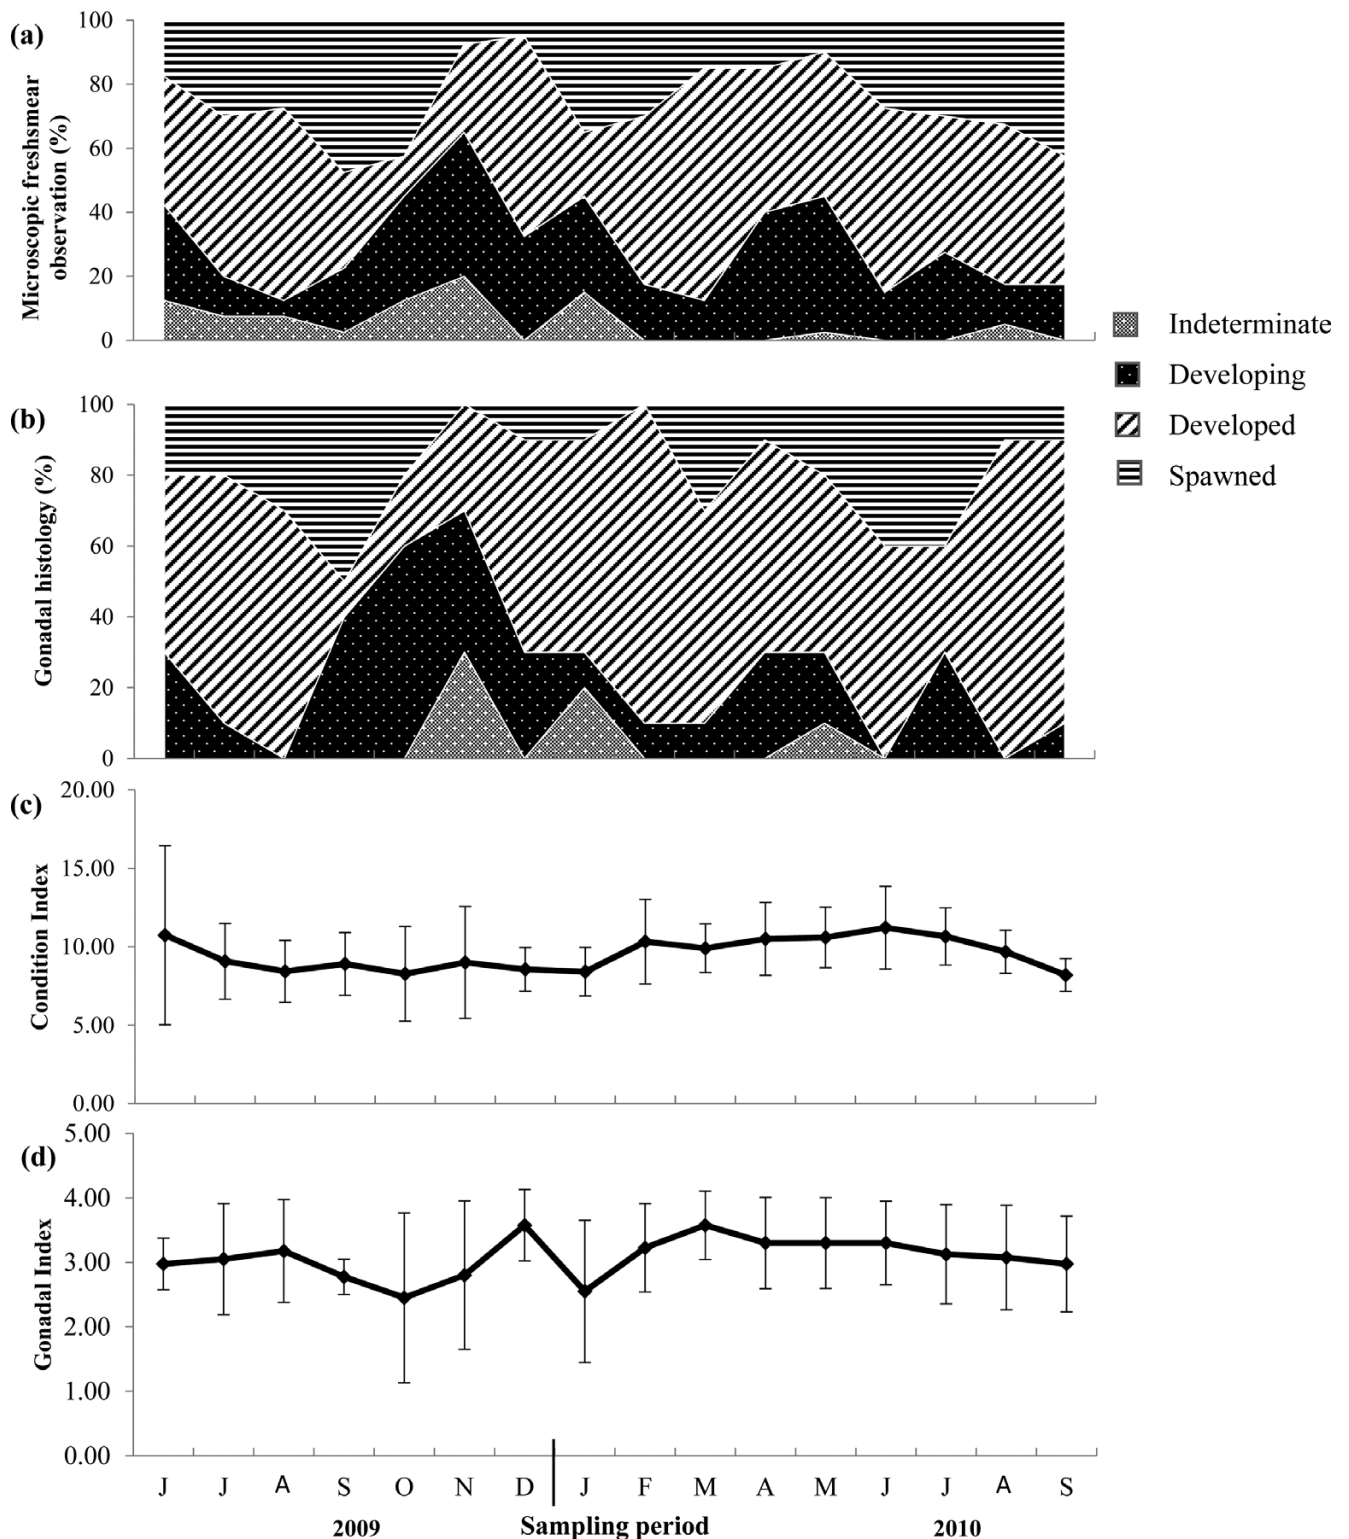 (a)
Microscopic freshsmear
observation (%)
100
80
60
40
20
0
Indeterminate
Developing
Developed
Spawned
(b)
Gonadal histology (%)
100
80
60
40
20
0
(c)
Condition Index
20.00
15.00
10.00
5.00
0.00
(d)
Gonadal Index
5.00
4.00
3.00
2.00
1.00
0.00
J J A S O N D J F M A M J J A S
2009 Sampling period 2010